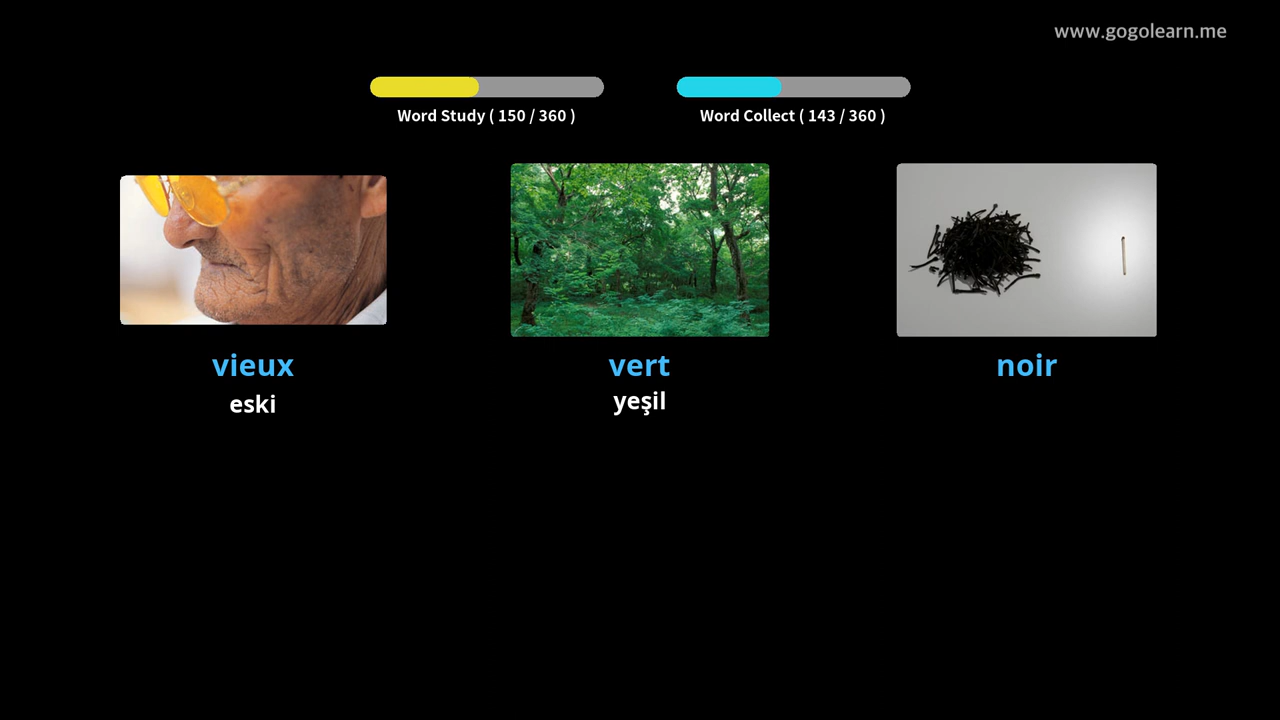 www.gogolearn.me
Word Study ( 150 / 360 )
Word Collect ( 143 / 360 )
vieux
vert
noir
eski
yeşil